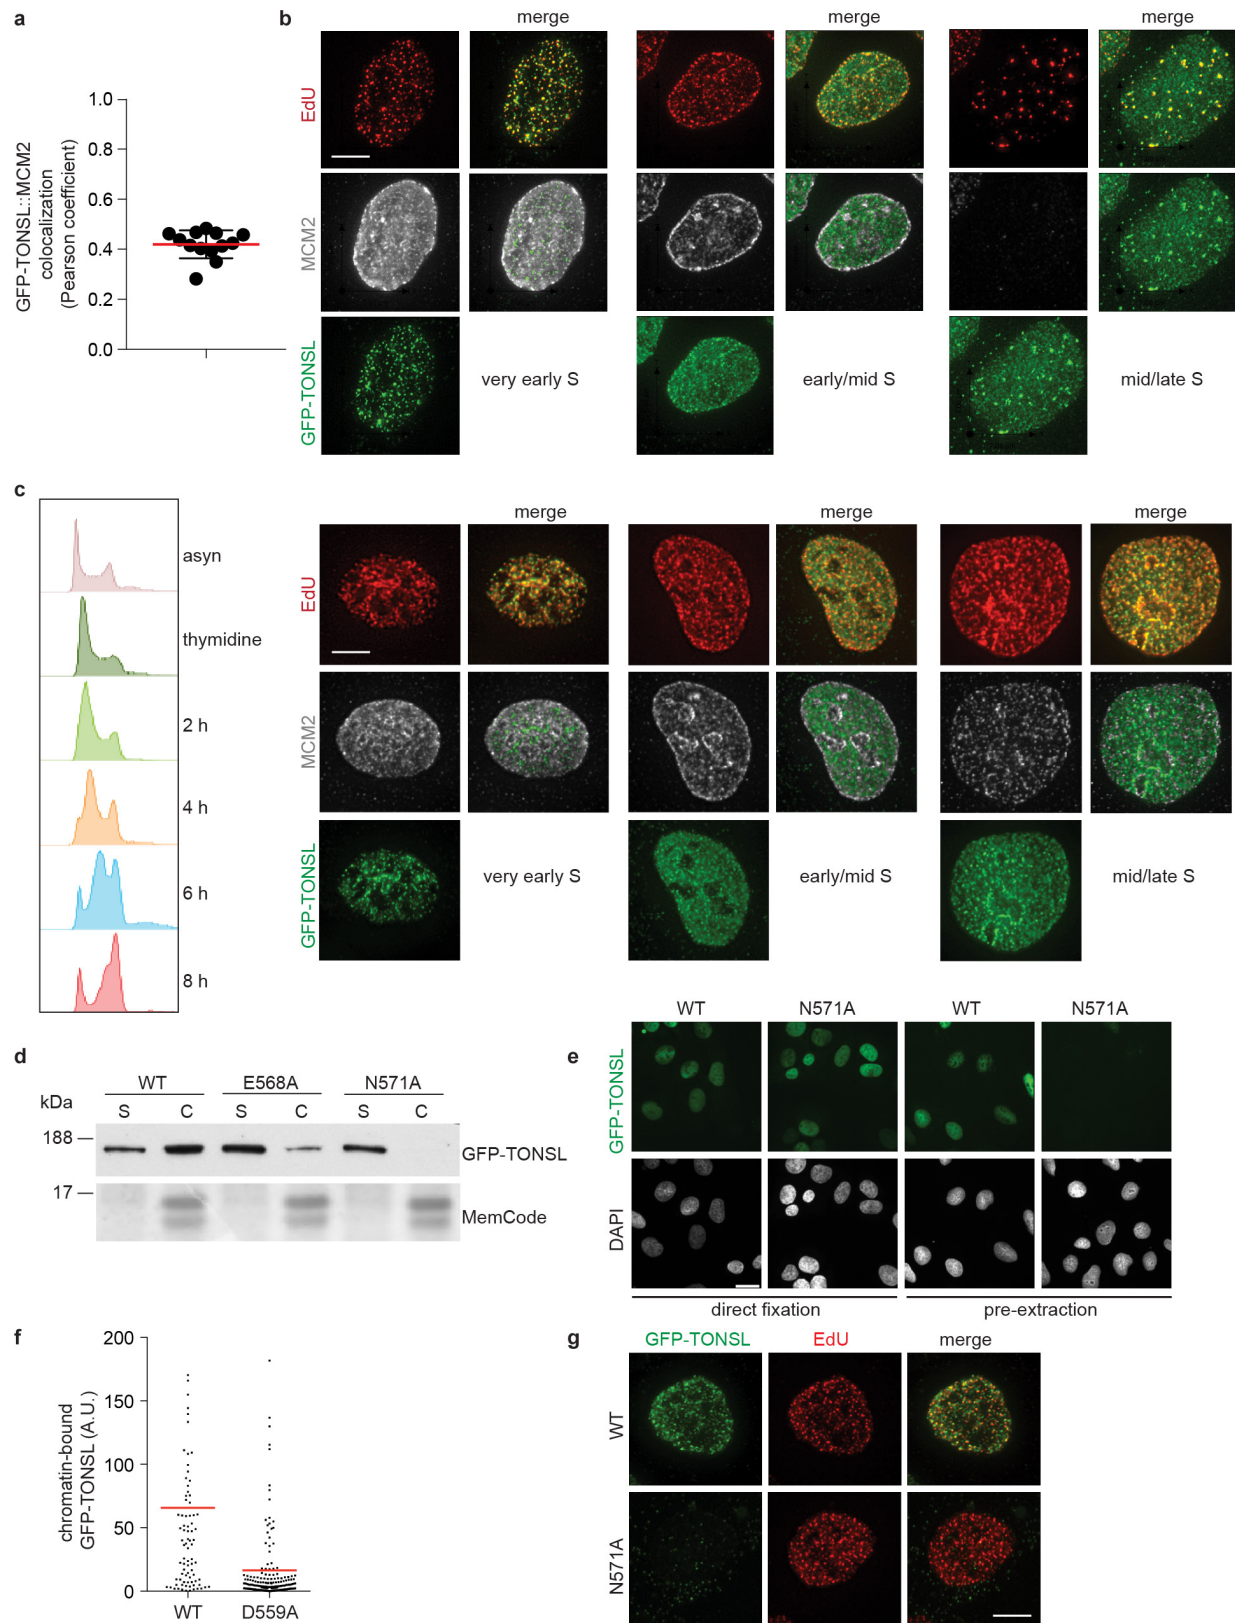 a
GFP-TONSL::MCM2
colocalization
(Pearson coefficient)
1.0
0.8
0.6
0.4
0.2
0.0
b
merge
merge
merge
EdU
MCM2
GFP-TONSL
very early S
early/mid S
mid/late S
c
asyn
thymidine
2 h
4 h
6 h
8 h
merge
merge
merge
EdU
MCM2
GFP-TONSL
very early S
early/mid S
mid/late S
d
WT
E568A
N571A
kDa
S
C
S
C
S
C
188
GFP-TONSL
17
MemCode
e
WT
N571A
WT
N571A
GFP-TONSL
DAPI
direct fixation
pre-extraction
f
chromatin-bound
GFP-TONSL (A.U.)
200
150
100
50
0
WT
D559A
g
GFP-TONSL
EdU
merge
WT
N571A